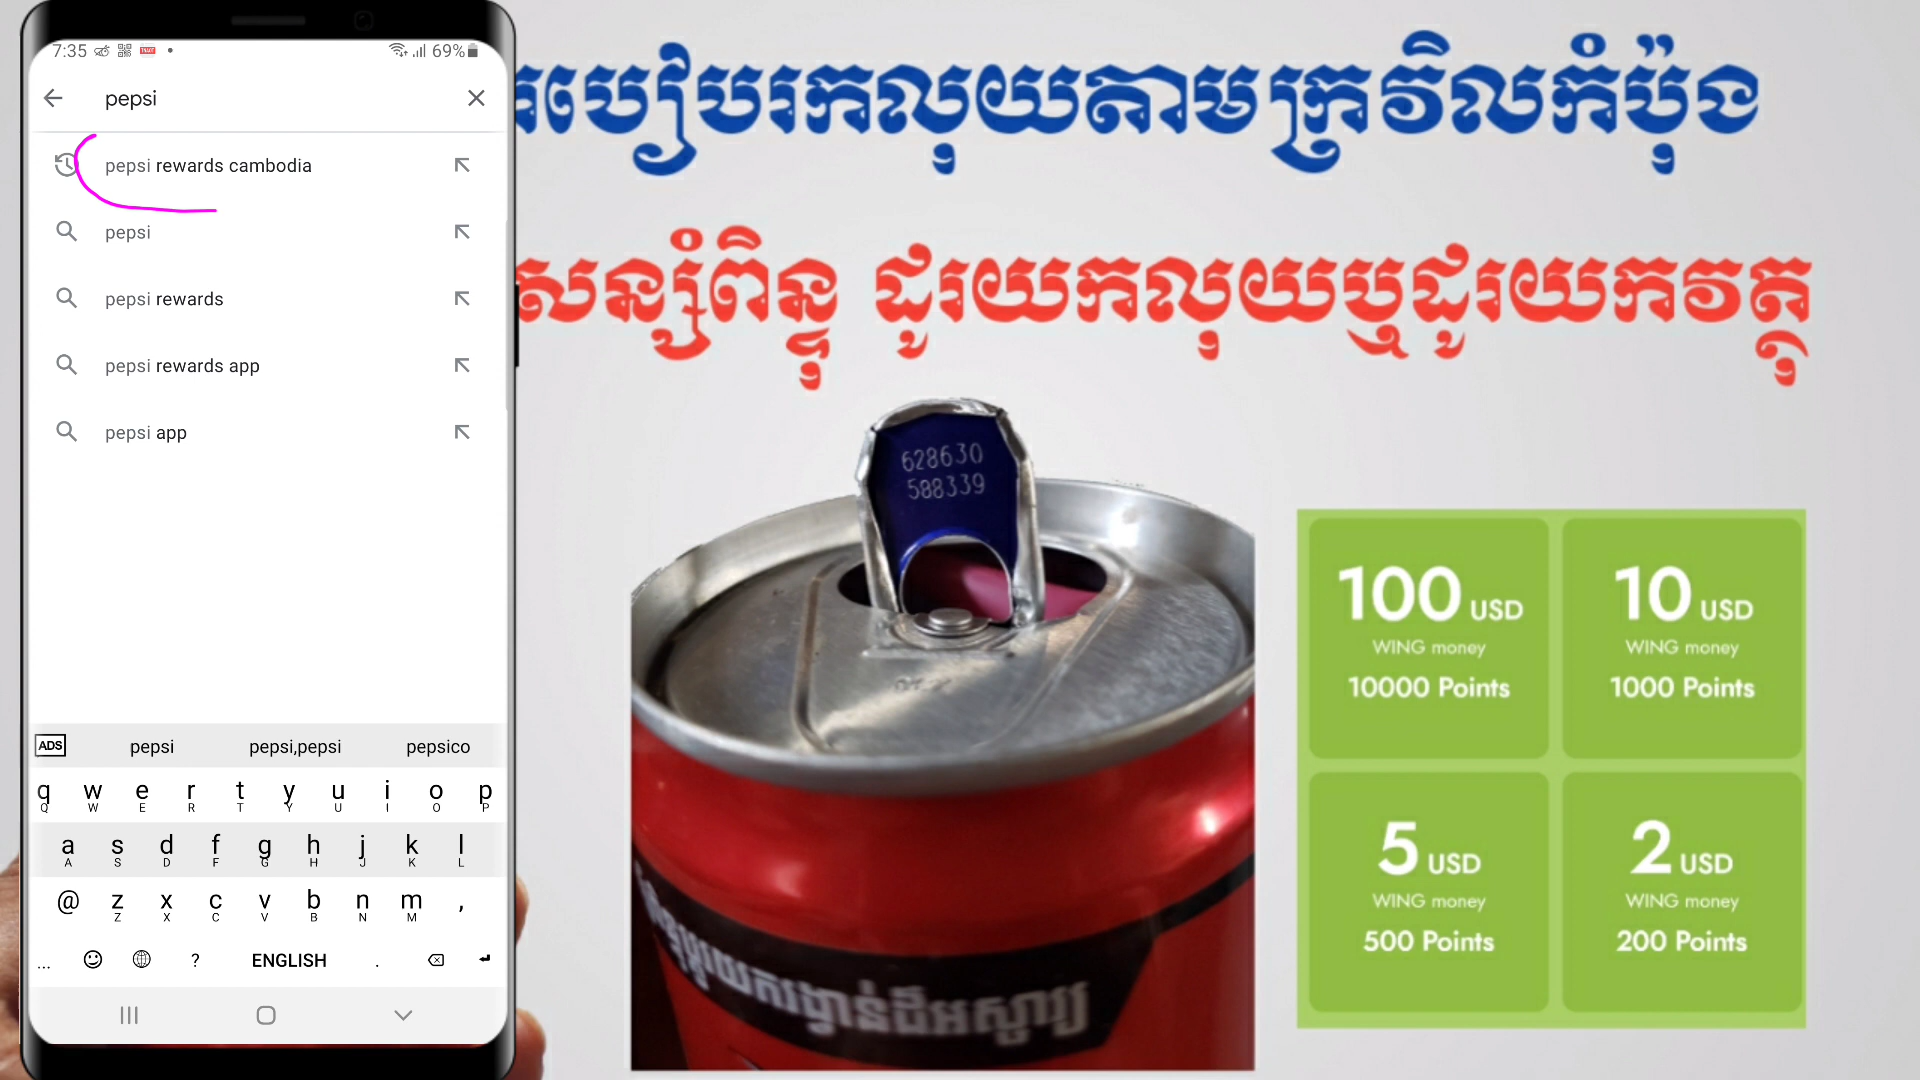 7:35
69%
pepsi
pepsi rewards cambodia
pepsi
pepsi rewards
pepsi rewards app
pepsi app
ADS pepsi pepsi,pepsi pepsico
q w e r t y u i o p
Q W E R T Y U I O P
a s d f g h j k l
A S D F G H J K L
@ z x c v b n m ,
Z X C V B N M
... ? ENGLISH .
របៀបរកលុយតាមក្រវិលកំប៉ុង
សន្សំពិន្ទុ ដូរយកលុយឬដូរយកវត្ថុ
628630
588339
100 USD
WING money
10000 Points
10 USD
WING money
1000 Points
5 USD
WING money
500 Points
2 USD
WING money
200 Points